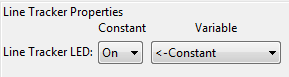 Line Tracker Properties
Constant Variable
Line Tracker LED: On <-Constant